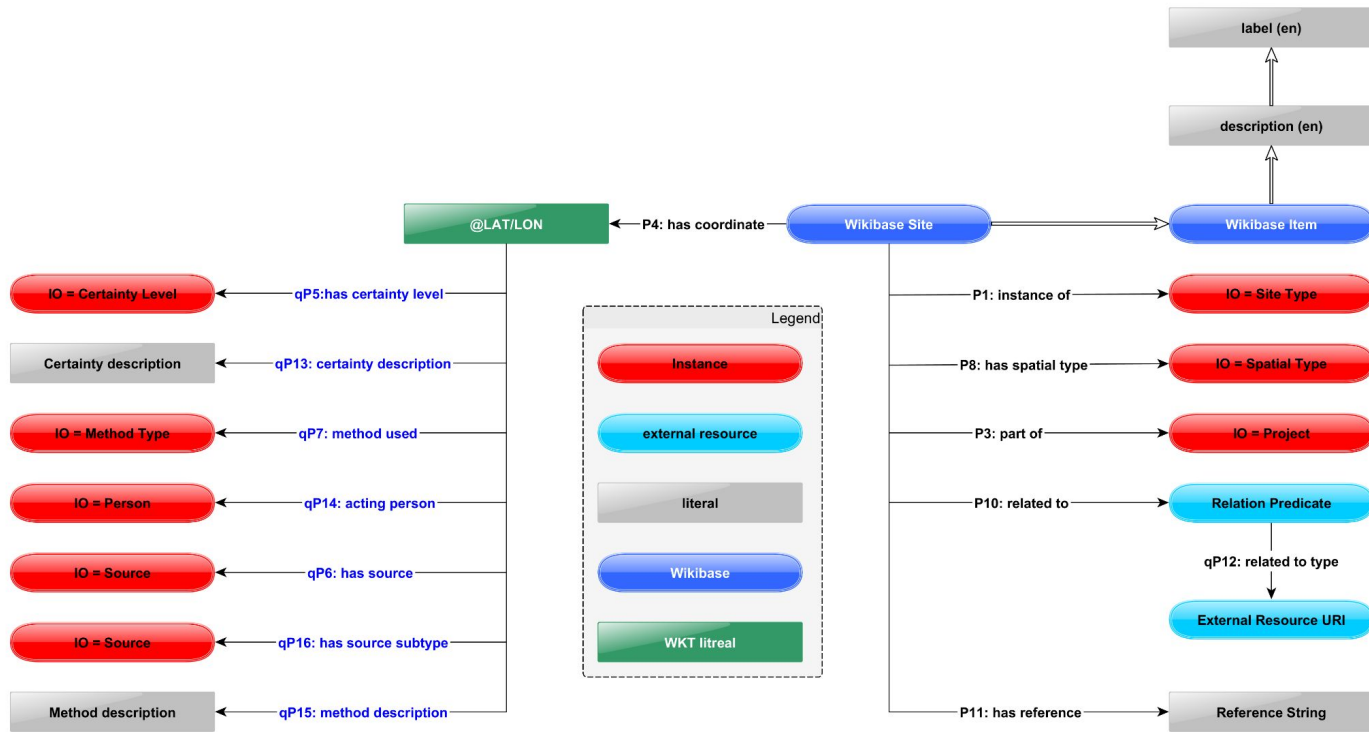 label (en)
description (en)
@LAT/LON
P4: has coordinate
Wikibase Site
Wikibase Item
IO = Certainty Level
qP5:has certainty level
Certainty description
qP13: certainty description
IO = Method Type
qP7: method used
IO = Person
qP14: acting person
IO = Source
qP6: has source
IO = Source
qP16: has source subtype
Method description
qP15: method description
Legend
Instance
external resource
literal
Wikibase
WKT litreal
P1: instance of
IO = Site Type
P8: has spatial type
IO = Spatial Type
P3: part of
IO = Project
P10: related to
Relation Predicate
qP12: related to type
External Resource URI
P11: has reference
Reference String